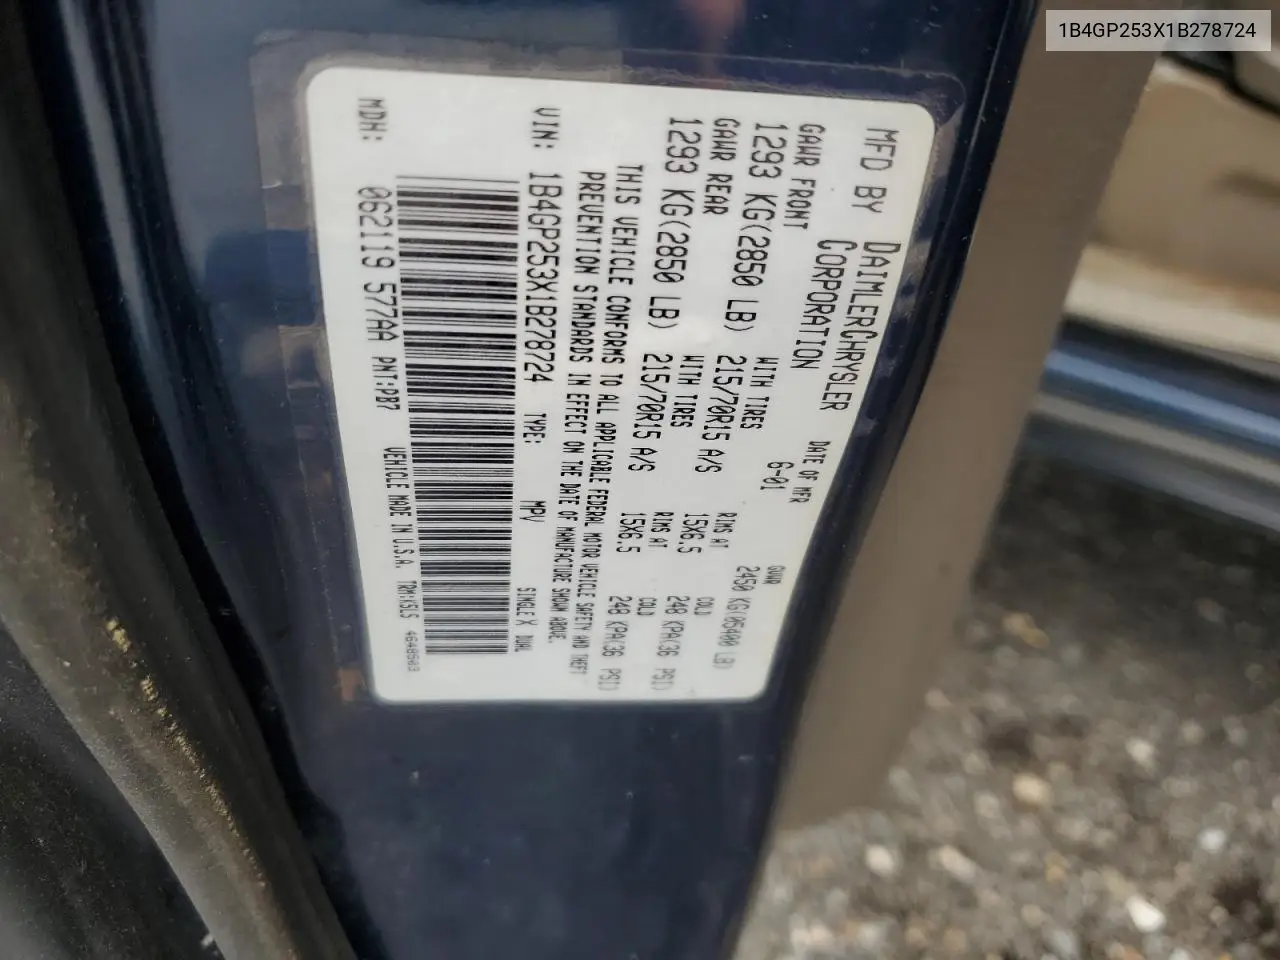 1B4GP253X1B278724
MFD BY DAIMLERCHRYSLER CORPORATION
DATE OF MFR 6-01
GVWR 2450 KG(05400 LB)
GAWR FRONT WITH TIRES RIMS AT COLD
1293 KG(2850 LB) 215/70R15 A/S 15X6.5 248 KPA(36 PSI)
GAWR REAR WITH TIRES RIMS AT COLD
1293 KG(2850 LB) 215/70R15 A/S 15X6.5 248 KPA(36 PSI)
THIS VEHICLE CONFORMS TO ALL APPLICABLE FEDERAL MOTOR VEHICLE SAFETY AND THEFT
PREVENTION STANDARDS IN EFFECT ON THE DATE OF MANUFACTURE SHOWN ABOVE.
VIN: 1B4GP253X1B278724 TYPE: MPV SINGLE X DUAL
MDH: 062119 577AA PNT:PB7 VEHICLE MADE IN U.S.A. TRM:K5LS 4648503